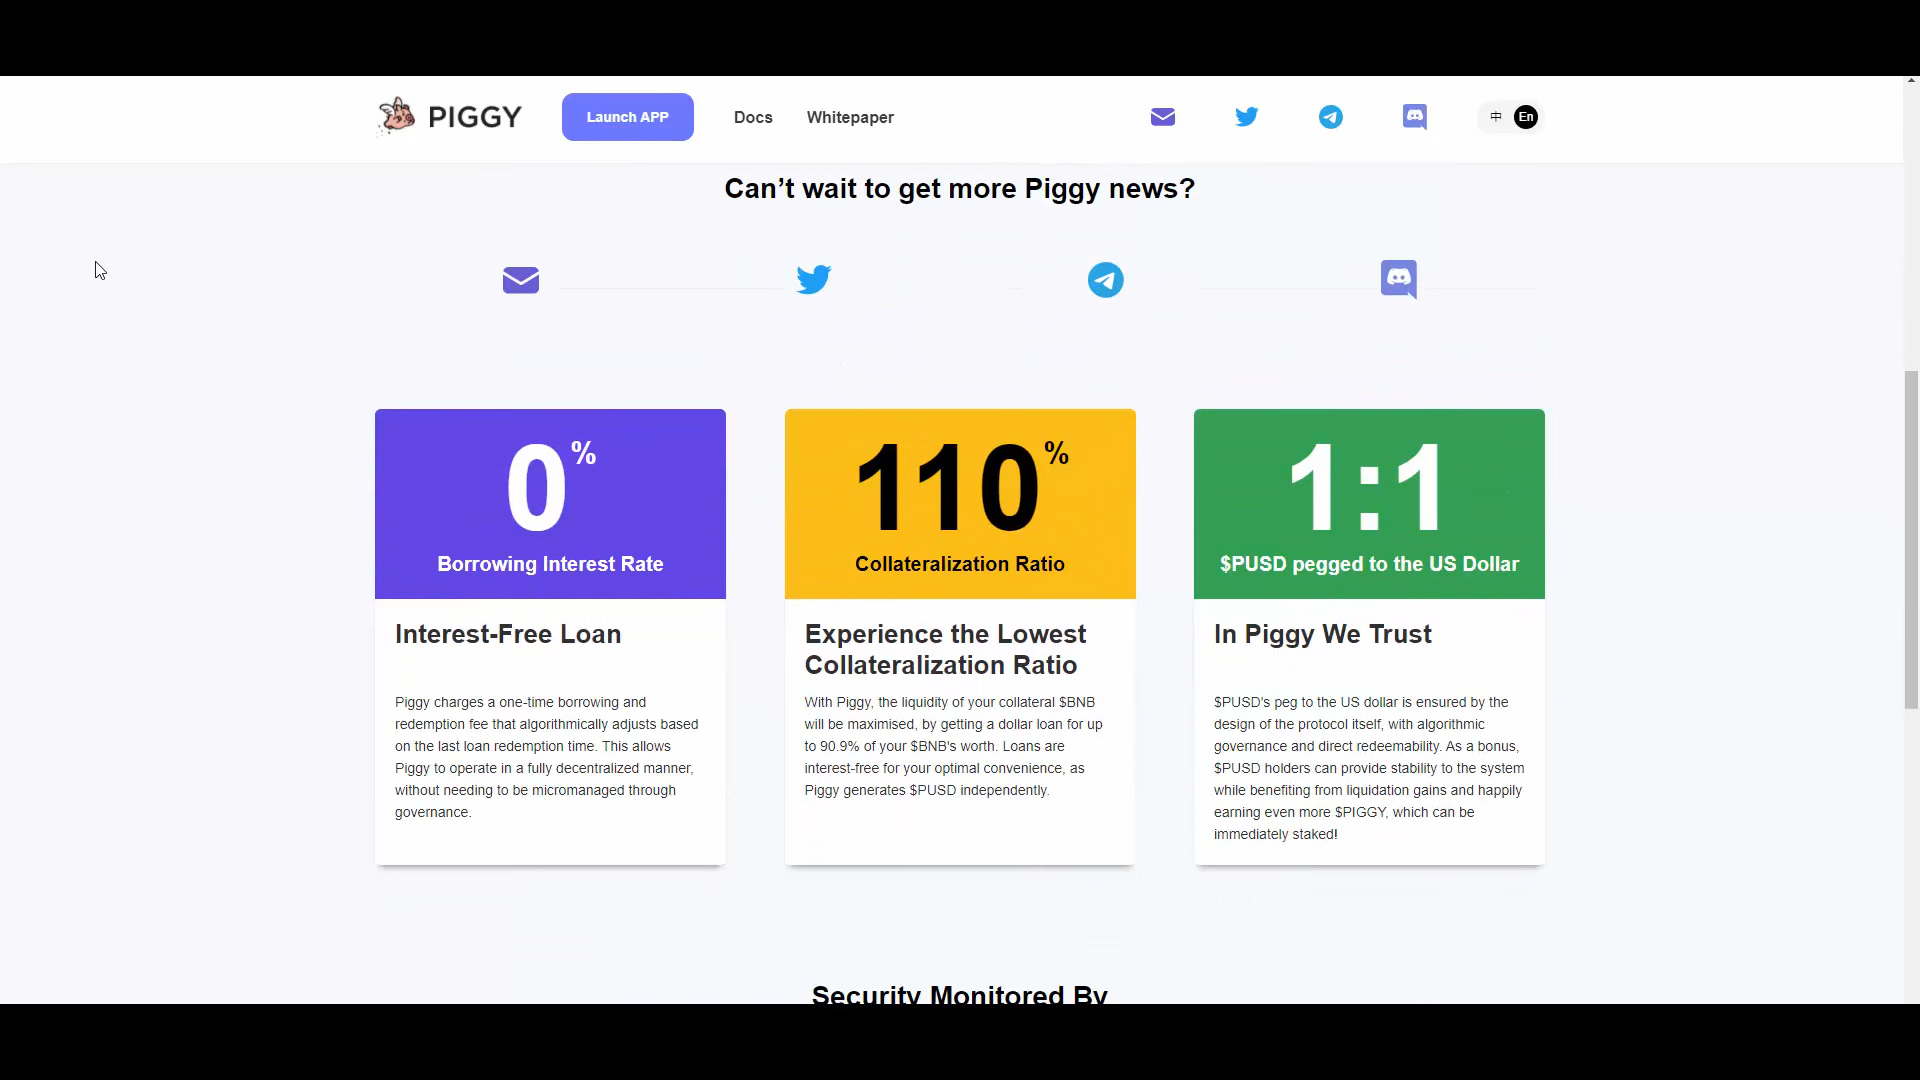 PIGGY
Launch APP
Docs
Whitepaper
中
En
Can’t wait to get more Piggy news?
0%
Borrowing Interest Rate
Interest-Free Loan
Piggy charges a one-time borrowing and
redemption fee that algorithmically adjusts based
on the last loan redemption time. This allows
Piggy to operate in a fully decentralized manner,
without needing to be micromanaged through
governance.
110%
Collateralization Ratio
Experience the Lowest
Collateralization Ratio
With Piggy, the liquidity of your collateral $BNB
will be maximised, by getting a dollar loan for up
to 90.9% of your $BNB's worth. Loans are
interest-free for your optimal convenience, as
Piggy generates $PUSD independently.
1:1
$PUSD pegged to the US Dollar
In Piggy We Trust
$PUSD's peg to the US dollar is ensured by the
design of the protocol itself, with algorithmic
governance and direct redeemability. As a bonus,
$PUSD holders can provide stability to the system
while benefiting from liquidation gains and happily
earning even more $PIGGY, which can be
immediately staked!
Security Monitored By